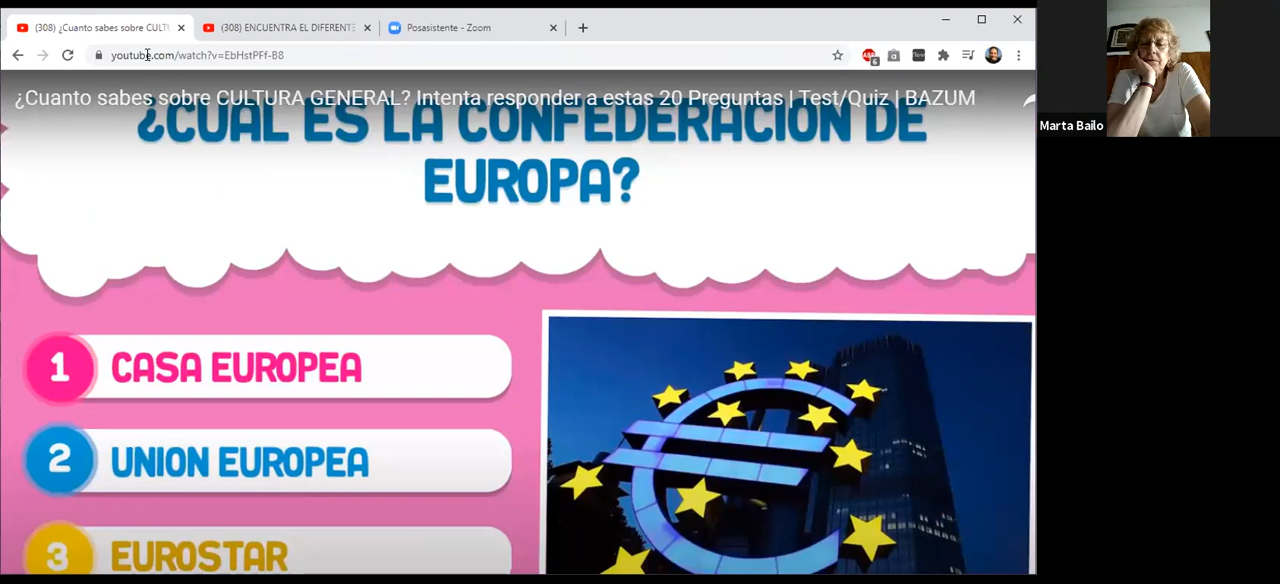 (308) ¿Cuanto sabes sobre CULTU
(308) ENCUENTRA EL DIFERENTE
Posasistente - Zoom
youtube.com/watch?v=EbHstPFf-B8
¿Cuanto sabes sobre CULTURA GENERAL? Intenta responder a estas 20 Preguntas | Test/Quiz | BAZUM
¿CUAL ES LA CONFEDERACION DE
EUROPA?
1 CASA EUROPEA
2 UNION EUROPEA
3 EUROSTAR
Marta Bailo